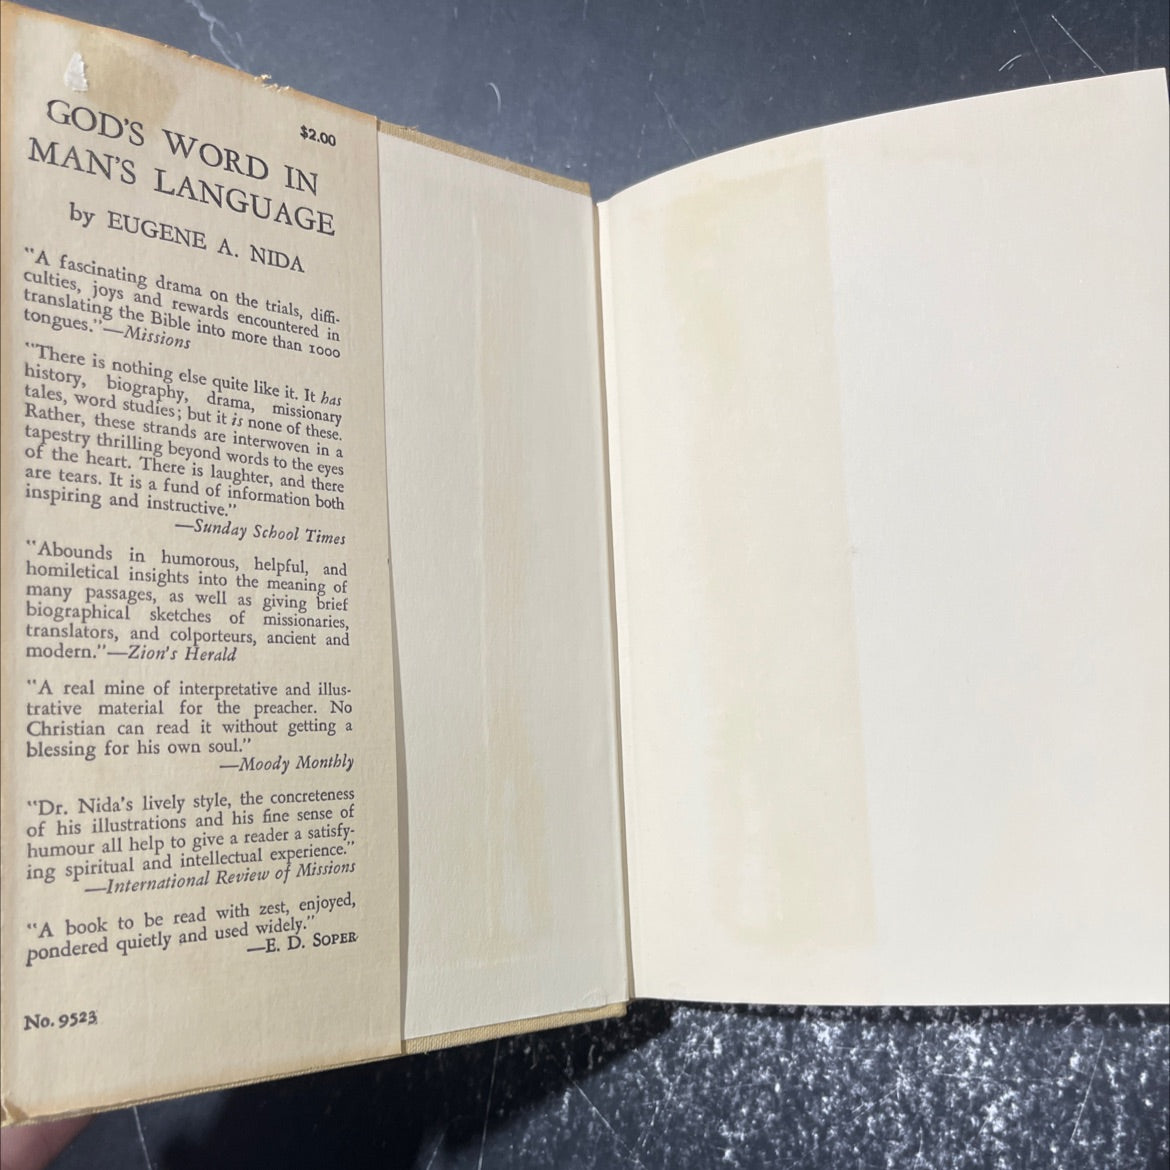 $2.00
GOD'S WORD IN
MAN'S LANGUAGE
by EUGENE A. NIDA
"A fascinating drama on the trials, diffi-
culties, joys and rewards encountered in
translating the Bible into more than 1000
tongues."—Missions
"There is nothing else quite like it. It has
history, biography, drama, missionary
tales, word studies; but it is none of these.
Rather, these strands are interwoven in a
tapestry thrilling beyond words to the eyes
of the heart. There is laughter, and there
are tears. It is a fund of information both
inspiring and instructive."
—Sunday School Times
"Abounds in humorous, helpful, and
homiletical insights into the meaning of
many passages, as well as giving brief
biographical sketches of missionaries,
translators, and colporteurs, ancient and
modern."—Zion's Herald
"A real mine of interpretative and illus-
trative material for the preacher. No
Christian can read it without getting a
blessing for his own soul."
—Moody Monthly
"Dr. Nida's lively style, the concreteness
of his illustrations and his fine sense of
humour all help to give a reader a satisfy-
ing spiritual and intellectual experience."
—International Review of Missions
"A book to be read with zest, enjoyed,
pondered quietly and used widely."
—E. D. SOPER
No. 9523